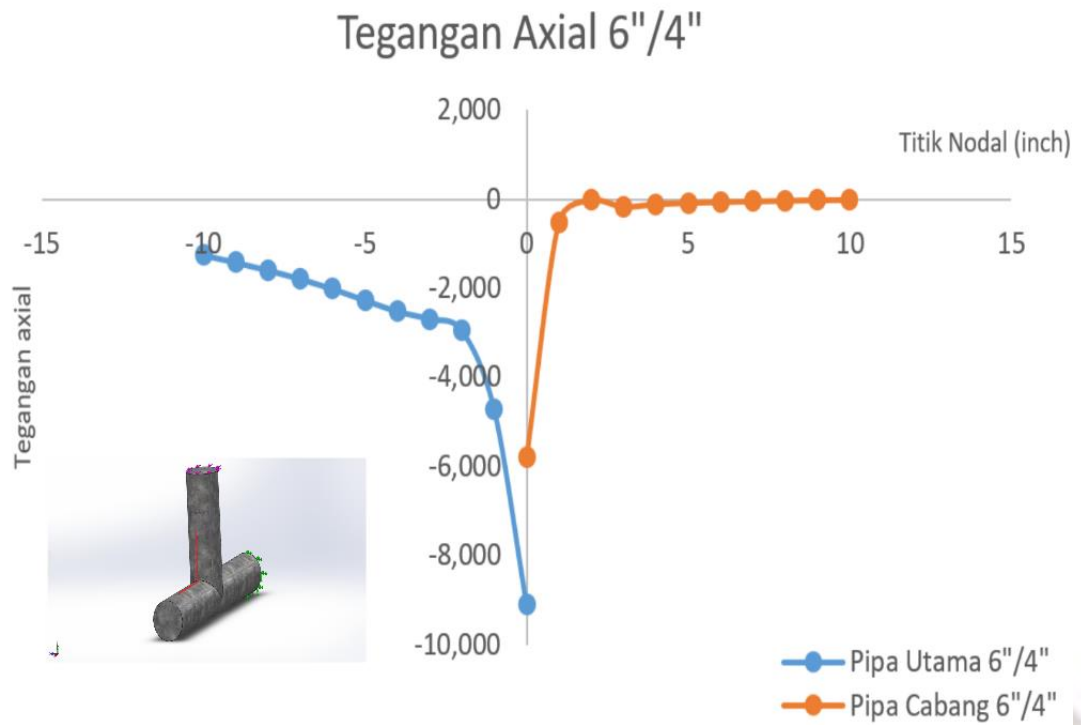 Tegangan Axial 6"/4"
2,000
Titik Nodal (inch)
0
-15
-10
-5
0
5
10
15
-2,000
-4,000
-6,000
-8,000
-10,000
Tegangan axial
Pipa Utama 6"/4"
Pipa Cabang 6"/4"